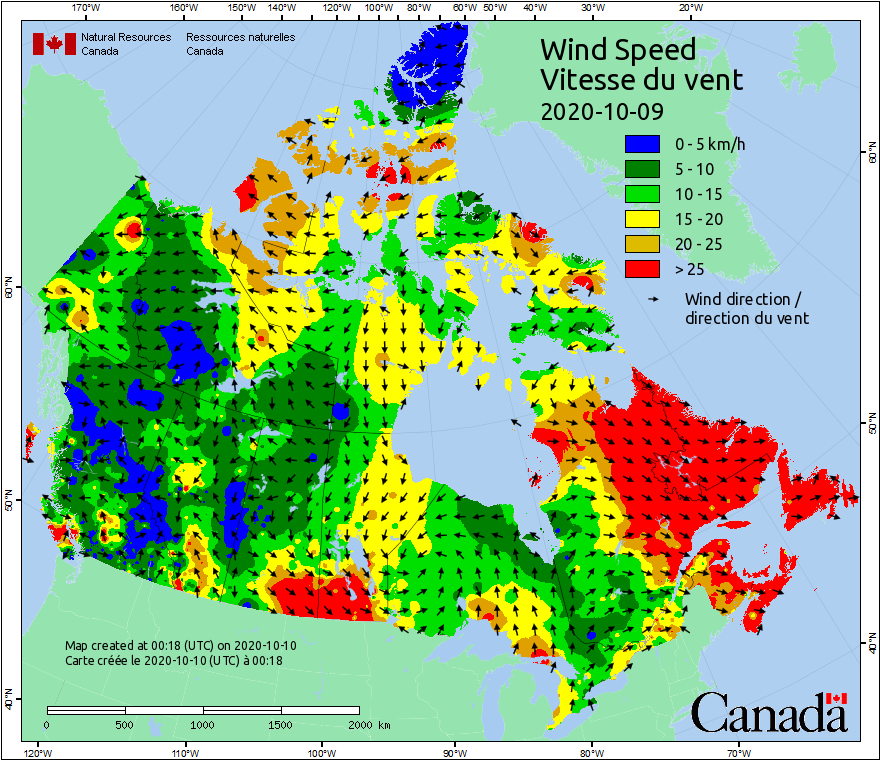 170°W 160°W 150°W 140°W 130°W 120°W 110°W 100°W 90°W 80°W 70°W 60°W 50°W 40°W 30°W 20°W
Natural Resources Ressources naturelles
Canada Canada
Wind Speed
Vitesse du vent
2020-10-09
0 - 5 km/h
5 - 10
10 - 15
15 - 20
20 - 25
> 25
Wind direction /
direction du vent
60°N 60°N
50°N 50°N
40°N 40°N
Map created at 00:18 (UTC) on 2020-10-10
Carte créée le 2020-10-10 (UTC) à 00:18
0 500 1000 1500 2000 km
Canada
120°W 110°W 100°W 90°W 80°W 70°W